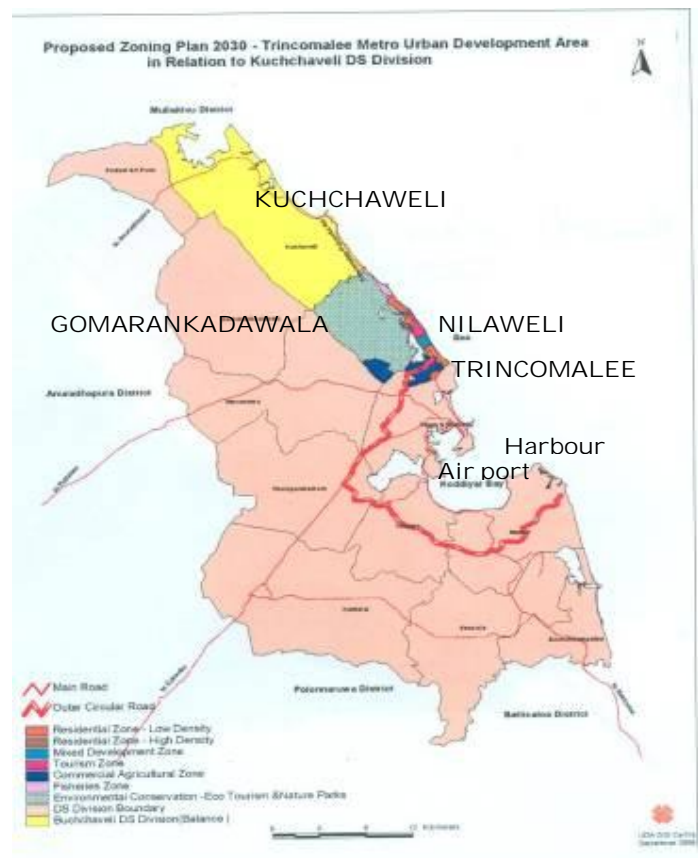 Proposed Zoning Plan 2030 - Trincomalee Metro Urban Development Area
in Relation to Kuchchaveli DS Division
N
Mullaitivu District
KUCHCHAWELI
Kuchchaveli
GOMARANKADAWALA
NILAWELI
Sea
TRINCOMALEE
Anuradhapura District
Harbour
Air port
Koddiyar Bay
Polonnaruwa District
Batticaloa District
Main Road
Outer Circular Road
Residential Zone - Low Density
Residential Zone - High Density
Mixed Development Zone
Tourism Zone
Commercial Agricultural Zone
Fisheries Zone
Environmental Conservation -Eco Tourism &Nature Parks
DS Division Boundary
Buchchaveli DS Division(Balance )